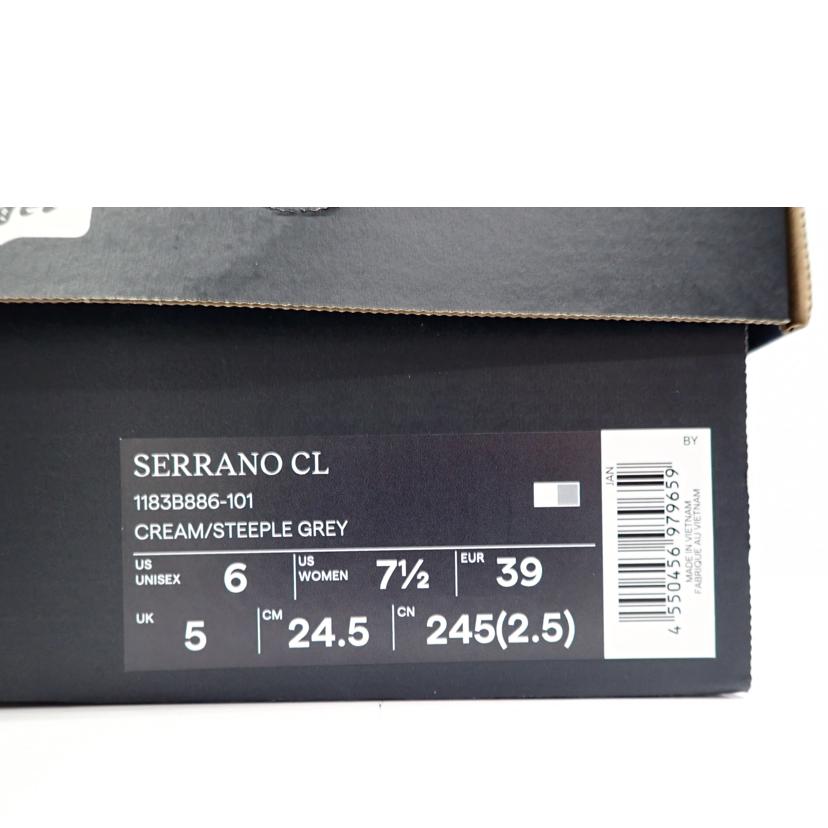 SERRANO CL
1183B886-101
CREAM/STEEPLE GREY
US UNISEX 6 US WOMEN 7½ EUR 39
UK 5 CM 24.5 CN 245(2.5)
BY
JAN
4 550456 979659
MADE IN VIETNAM
FABRIQUE AU VIETNAM